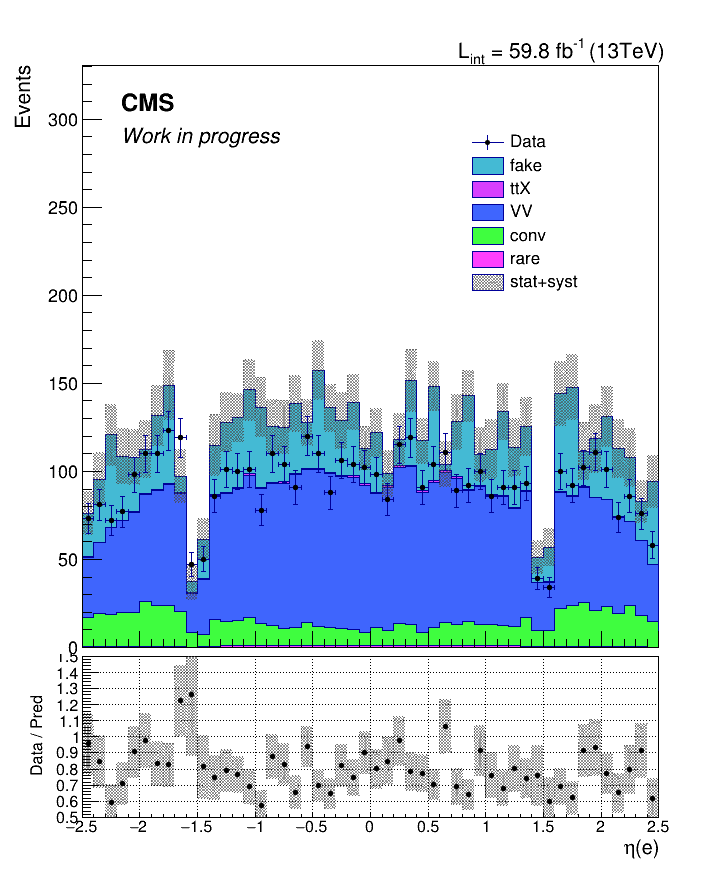 L_int = 59.8 fb^-1 (13TeV)
Events
CMS
Work in progress
Data
fake
ttX
VV
conv
rare
stat+syst
300
250
200
150
100
50
0
Data / Pred
1.5
1.4
1.3
1.2
1.1
1
0.9
0.8
0.7
0.6
0.5
−2.5 −2 −1.5 −1 −0.5 0 0.5 1 1.5 2 2.5
η(e)